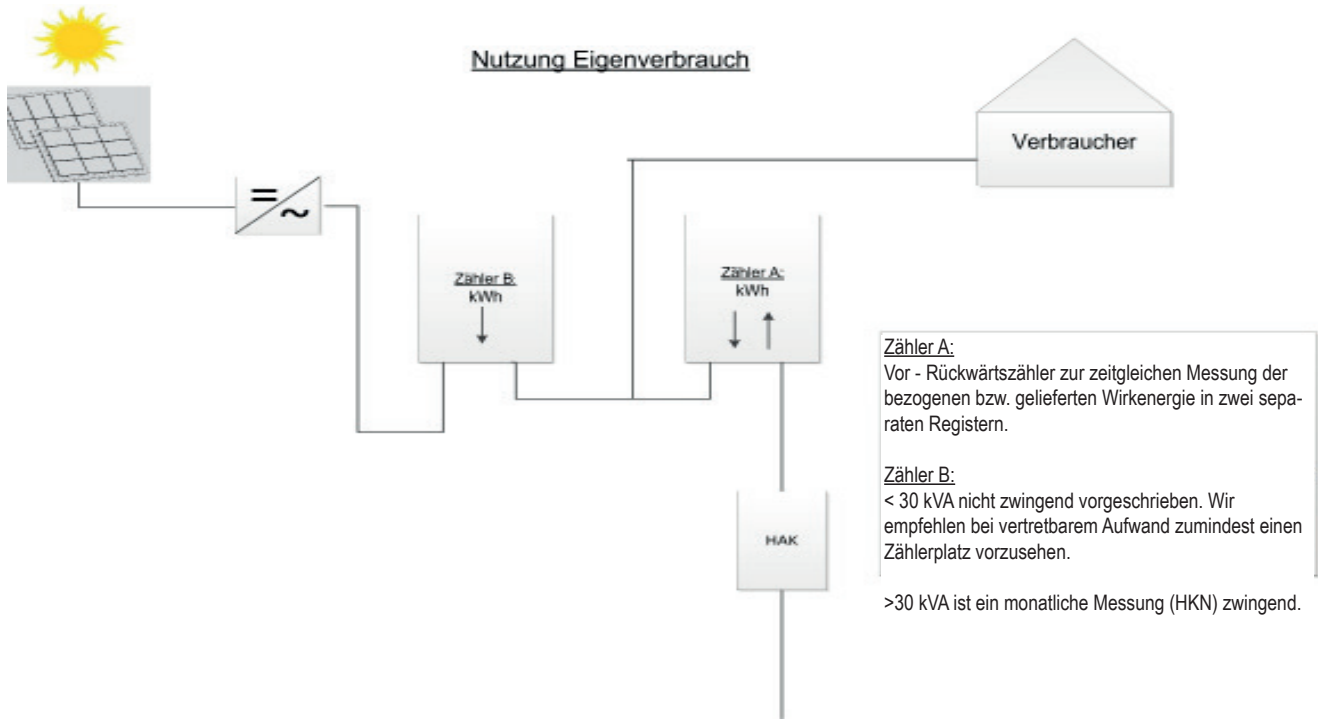 Nutzung Eigenverbrauch
Verbraucher
=
~
Zähler B:
kWh
Zähler A:
kWh
HAK
Zähler A:
Vor - Rückwärtszähler zur zeitgleichen Messung der
bezogenen bzw. gelieferten Wirkenergie in zwei sepa-
raten Registern.
Zähler B:
< 30 kVA nicht zwingend vorgeschrieben. Wir
empfehlen bei vertretbarem Aufwand zumindest einen
Zählerplatz vorzusehen.
>30 kVA ist ein monatliche Messung (HKN) zwingend.